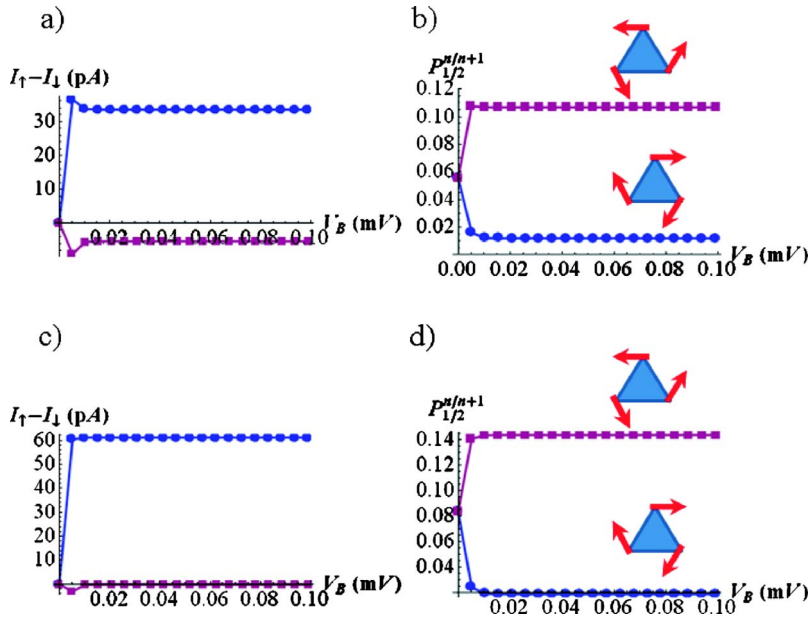 a)
I↑−I↓ (pA)
30
20
10
0.02 0.04 0.06 0.08 0.10
V_B (mV)
b)
P_{1/2}^{n/n+1}
0.12
0.10
0.08
0.06
0.04
0.02
0.00 0.02 0.04 0.06 0.08 0.10
V_B (mV)
c)
I↑−I↓ (pA)
60
50
40
30
20
10
0.02 0.04 0.06 0.08 0.10
V_B (mV)
d)
P_{1/2}^{n/n+1}
0.14
0.12
0.10
0.08
0.06
0.04
0.02 0.04 0.06 0.08 0.10
V_B (mV)